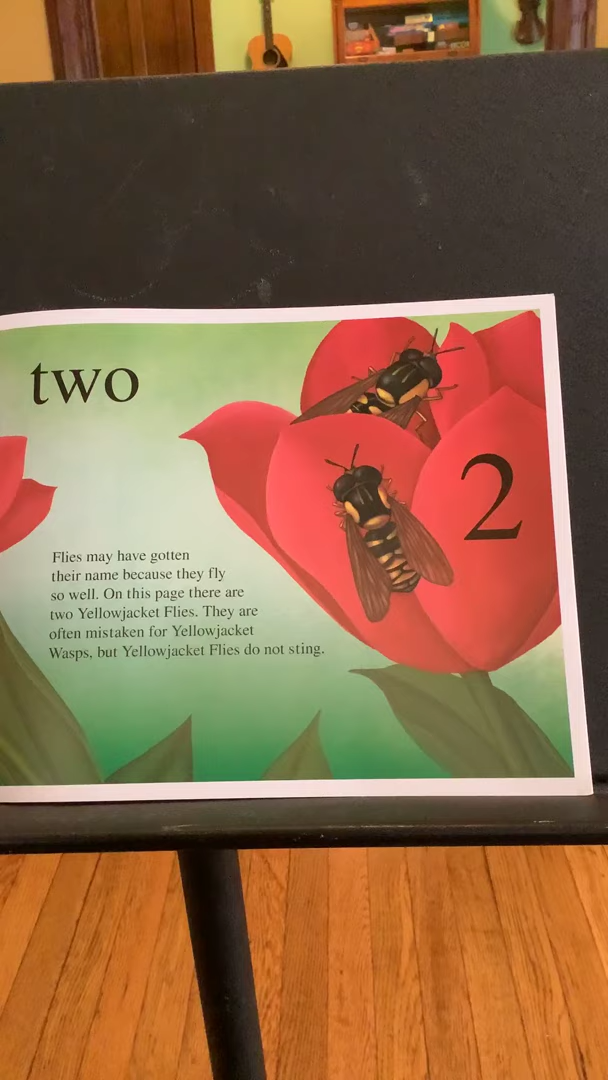 two
2
Flies may have gotten
their name because they fly
so well. On this page there are
two Yellowjacket Flies. They are
often mistaken for Yellowjacket
Wasps, but Yellowjacket Flies do not sting.